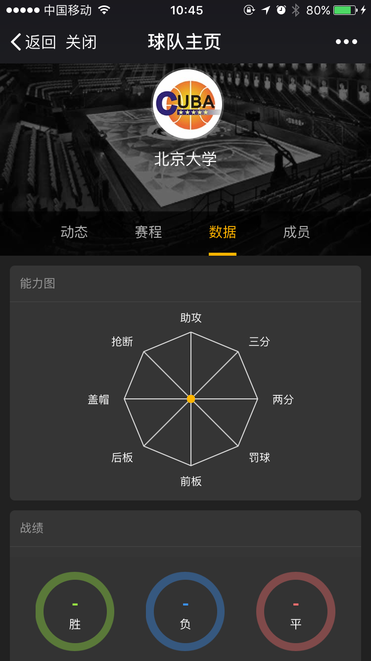 中国移动 10:45 80%
返回 关闭 球队主页
CUBA
北京大学
动态 赛程 数据 成员
能力图
助攻
抢断 三分
盖帽 两分
后板 罚球
前板
战绩
- - -
胜 负 平